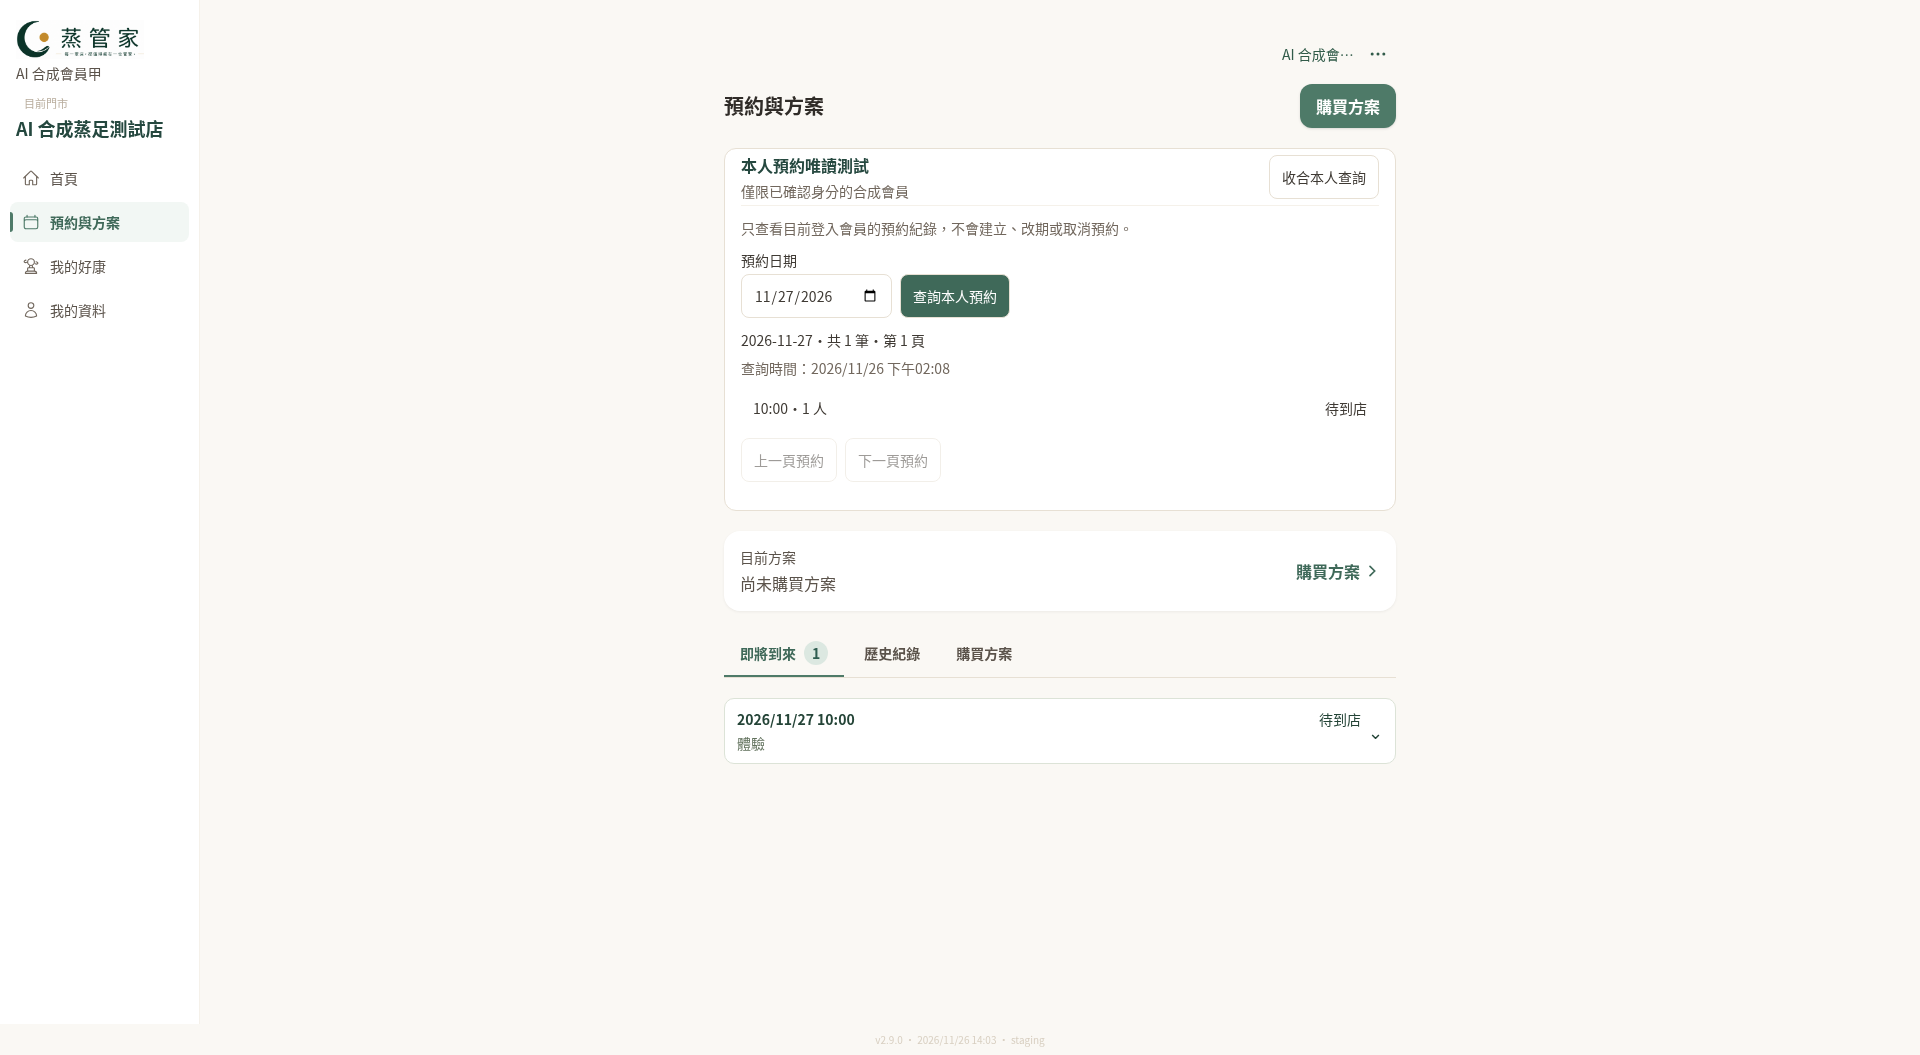 蒸管家
AI 合成會員甲
目前門市
AI 合成蒸足測試店
首頁
預約與方案
我的好康
我的資料
AI 合成會…
預約與方案
購買方案
本人預約唯讀測試
僅限已確認身分的合成會員
收合本人查詢
只查看目前登入會員的預約紀錄，不會建立、改期或取消預約。
預約日期
11/27/2026
查詢本人預約
2026-11-27・共 1 筆・第 1 頁
查詢時間：2026/11/26 下午02:08
10:00・1 人
待到店
上一頁預約
下一頁預約
目前方案
尚未購買方案
購買方案
即將到來 1
歷史紀錄
購買方案
2026/11/27 10:00
待到店
體驗
v2.9.0 · 2026/11/26 14:03 · staging